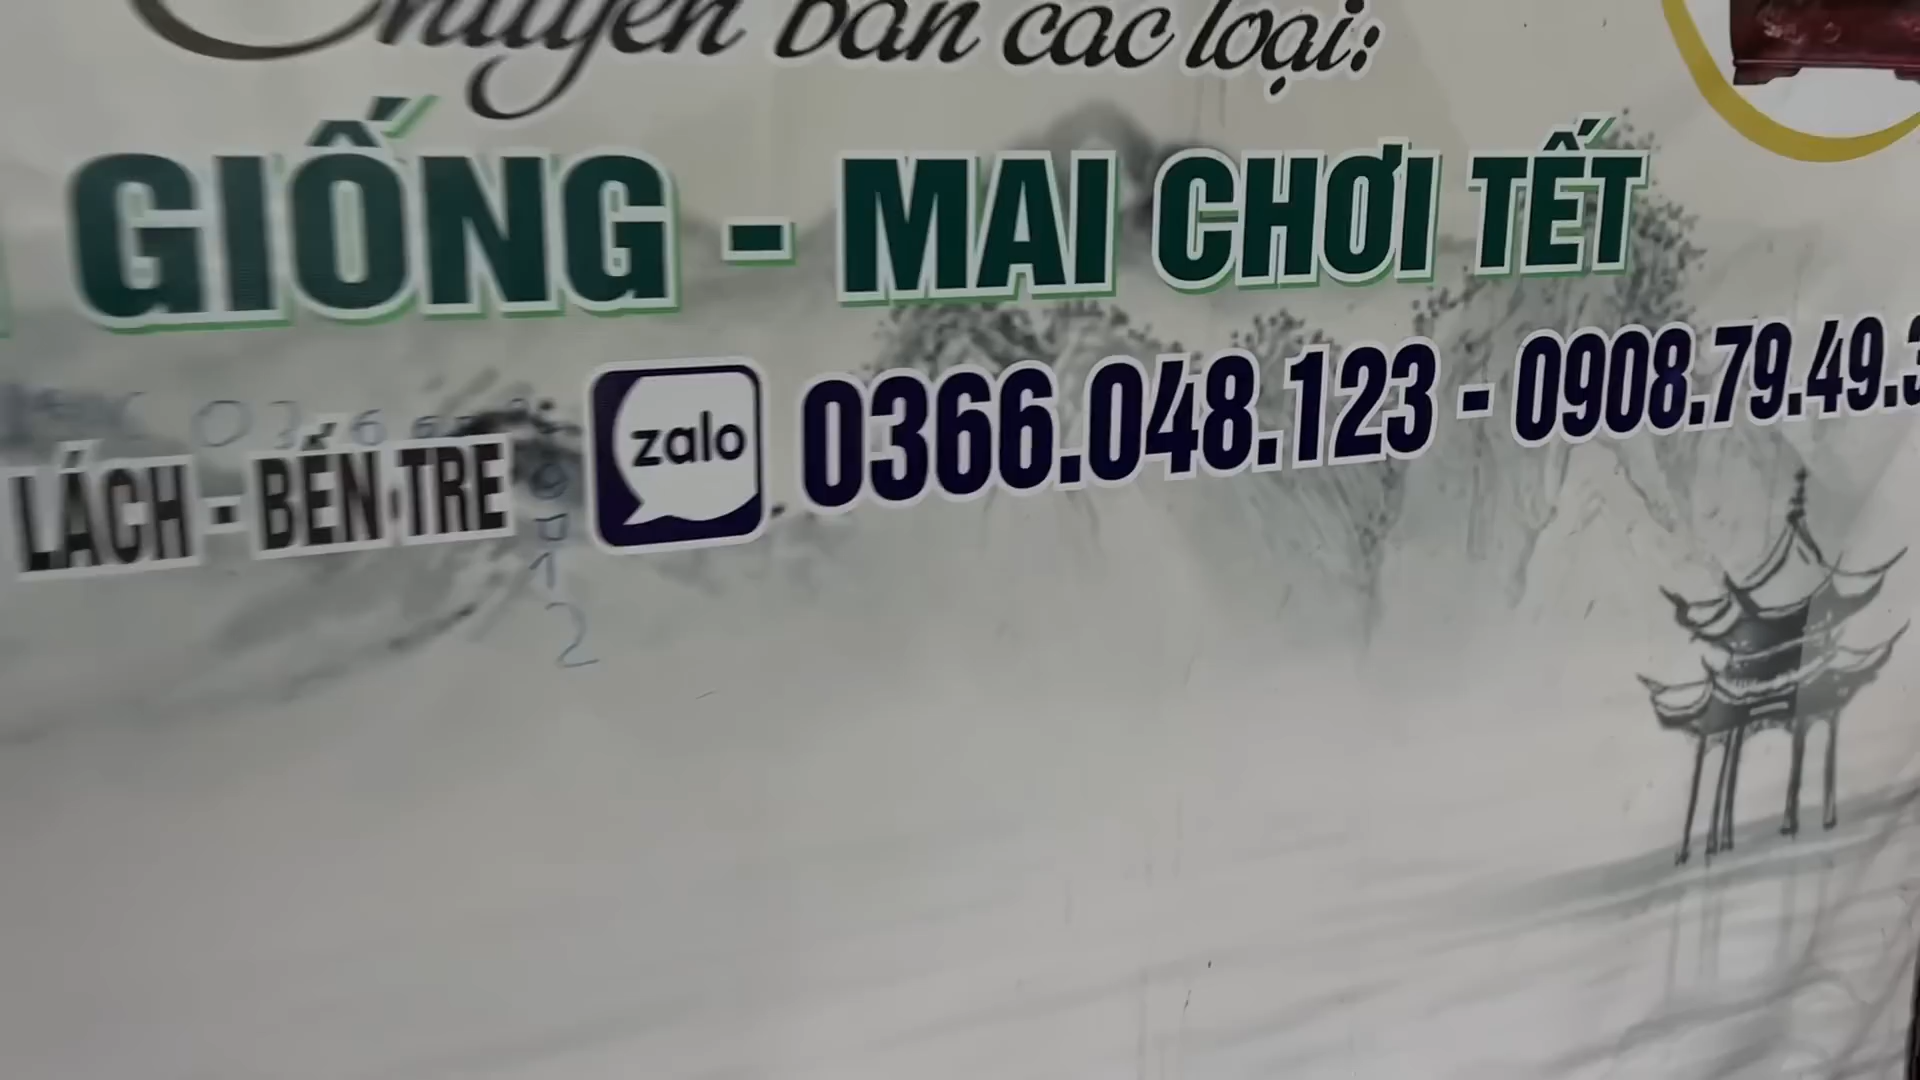 Chuyên bán các loại:
GIỐNG - MAI CHƠI TẾT
LÁCH - BẾN TRE zalo 0366.048.123 - 0908.79.49.3